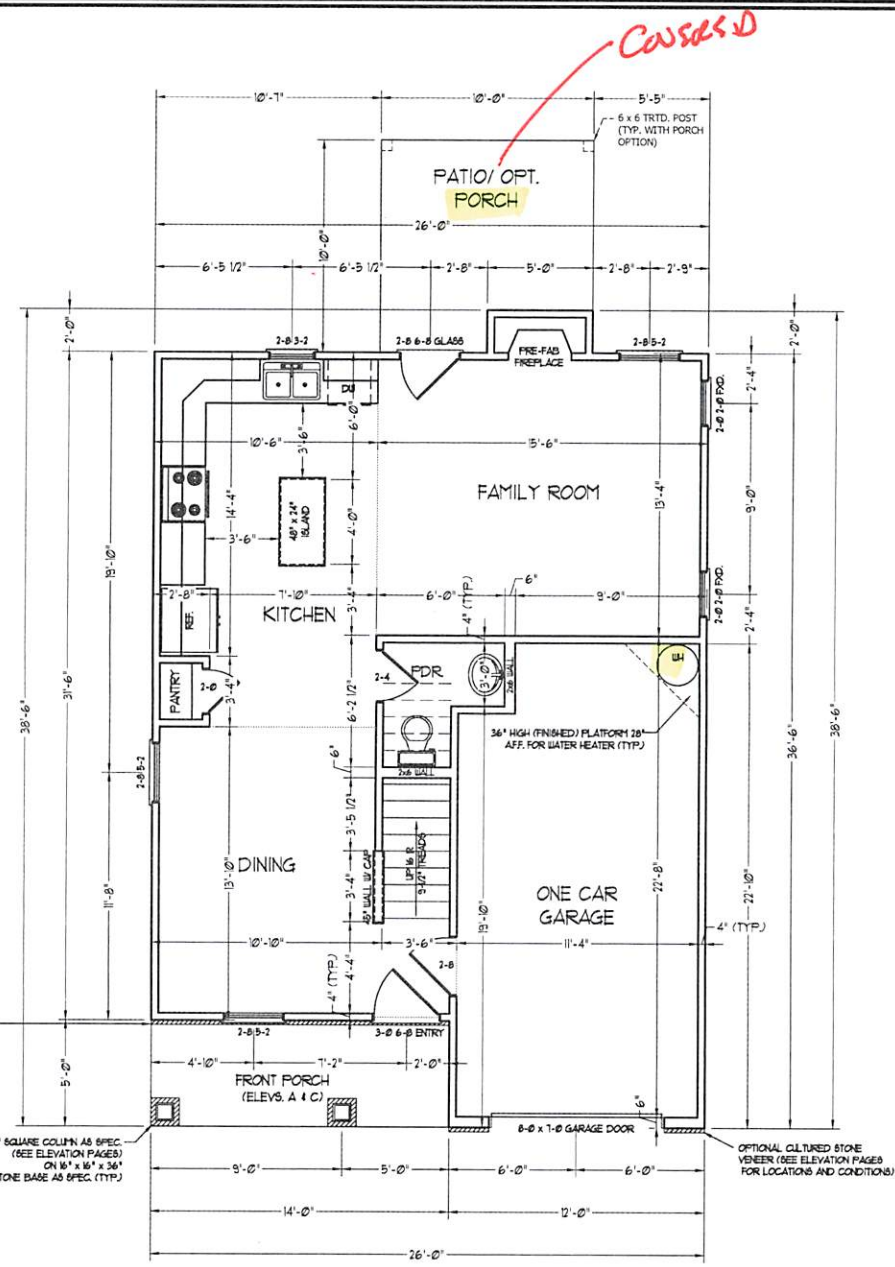 COVERED
10'-7"
10'-0"
5'-5"
6 x 6 TRTD. POST
(TYP. WITH PORCH
OPTION)
PATIO/ OPT.
PORCH
26'-0"
10'-0"
6'-5 1/2"
6'-5 1/2"
2'-8"
5'-0"
2'-8"
2'-9"
2'-0"
2'-0"
2-8 3-2
2-8 6-8 GLASS
PRE-FAB
FIREPLACE
2-8 5-2
DW
2'-4"
2-0 2-0 FXD.
6'-0"
10'-6"
3'-6"
15'-6"
FAMILY ROOM
13'-4"
9'-0"
14'-4"
48" x 24"
ISLAND
4'-0"
3'-6"
19'-10"
2'-8"
7'-10"
3'-4"
6'-0"
4" (TYP.)
6"
9'-0"
2-0 2-0 FXD.
2'-4"
REF.
KITCHEN
PANTRY
2-0
3'-4"
2-4
PDR
3'-0"
2x6 WALL
WH
6'-2 1/2"
36" HIGH (FINISHED) PLATFORM 28"
A.F.F. FOR WATER HEATER (TYP.)
31'-6"
38'-6"
36'-6"
38'-6"
2-8 5-2
6"
2x6 WALL
3'-5 1/2"
UP 16 R
9-1/2" TREADS
DINING
13'-10"
11'-8"
3'-4"
48" WALL W/ CAP
ONE CAR
GARAGE
22'-8"
22'-10"
19'-10"
10'-10"
3'-6"
11'-4"
4" (TYP.)
4'-4"
4" (TYP.)
2-8
2-8 5-2
3-0 6-8 ENTRY
5'-0"
4'-10"
7'-2"
2'-0"
FRONT PORCH
(ELEVS. A & C)
6"
8-0 x 7-0 GARAGE DOOR
SQUARE COLUMN AS SPEC.
(SEE ELEVATION PAGES)
ON 16" x 16" x 36"
TONE BASE AS SPEC. (TYP.)
OPTIONAL CULTURED STONE
VENEER (SEE ELEVATION PAGES
FOR LOCATIONS AND CONDITIONS)
9'-0"
5'-0"
6'-0"
6'-0"
14'-0"
12'-0"
26'-0"